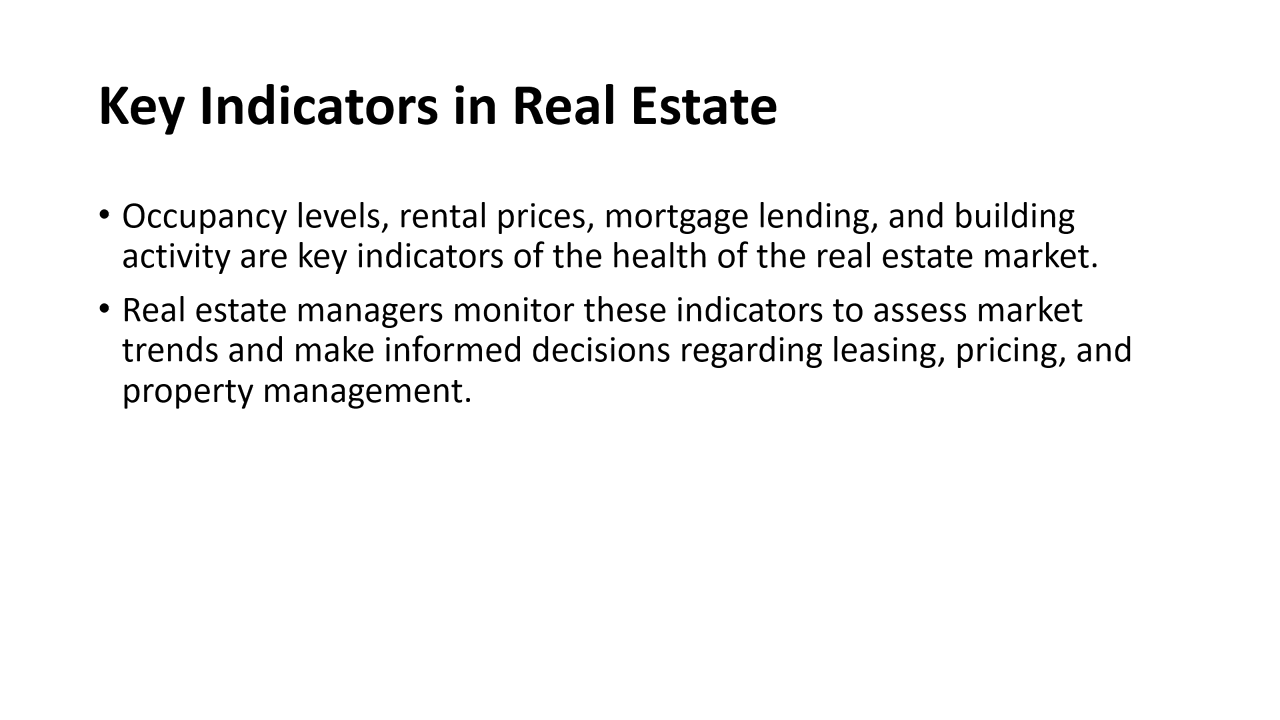 Key Indicators in Real Estate
• Occupancy levels, rental prices, mortgage lending, and building
activity are key indicators of the health of the real estate market.
• Real estate managers monitor these indicators to assess market
trends and make informed decisions regarding leasing, pricing, and
property management.